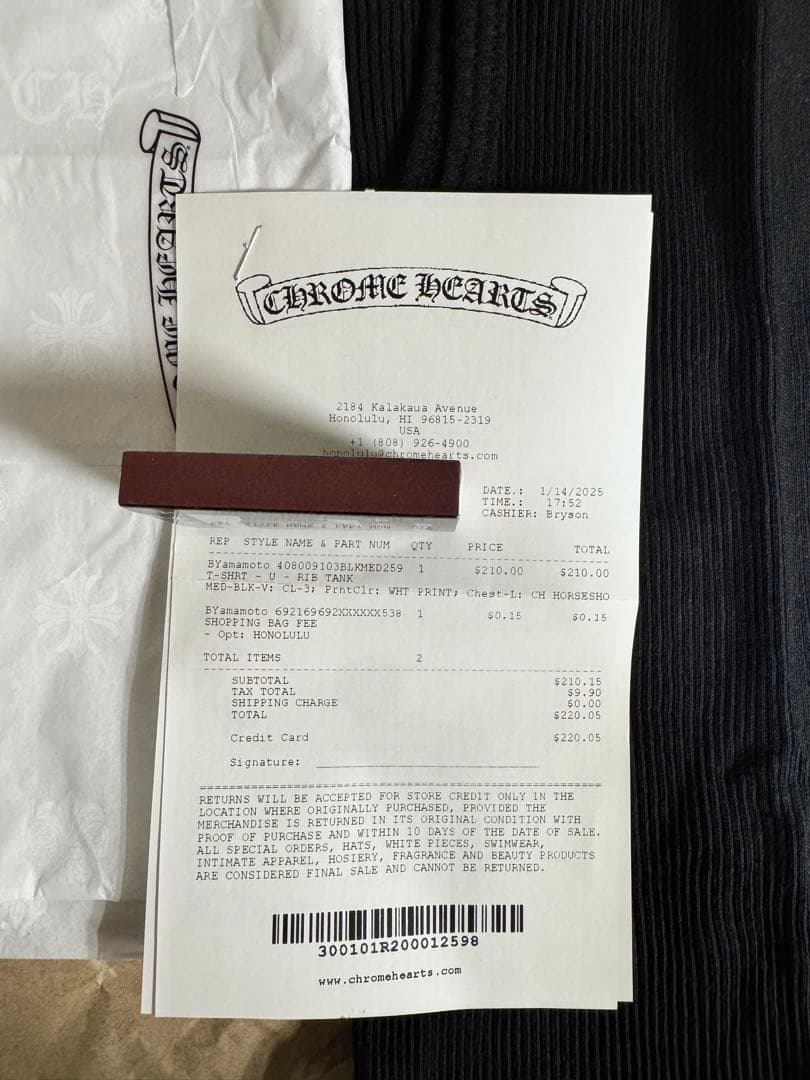 CH
CHROME HEARTS
2184 Kalakaua Avenue
Honolulu, HI 96815-2319
USA
+1 (808) 926-4900
honolulu@chromehearts.com
DATE.: 1/14/2025
TIME.: 17:52
CASHIER: Bryson
REP STYLE NAME & PART NUM QTY PRICE TOTAL
BYamamoto 408009103BLKMED259 1 $210.00 $210.00
T-SHRT - U - RIB TANK
MED-BLK-V: CL-3; PrntClr: WHT PRINT; Chest-L: CH HORSESHO
BYamamoto 692169692XXXXXX538 1 $0.15 $0.15
SHOPPING BAG FEE
- Opt: HONOLULU
TOTAL ITEMS 2
SUBTOTAL $210.15
TAX TOTAL $9.90
SHIPPING CHARGE $0.00
TOTAL $220.05
Credit Card $220.05
Signature:
RETURNS WILL BE ACCEPTED FOR STORE CREDIT ONLY IN THE
LOCATION WHERE ORIGINALLY PURCHASED, PROVIDED THE
MERCHANDISE IS RETURNED IN ITS ORIGINAL CONDITION WITH
PROOF OF PURCHASE AND WITHIN 10 DAYS OF THE DATE OF SALE.
ALL SPECIAL ORDERS, HATS, WHITE PIECES, SWIMWEAR,
INTIMATE APPAREL, HOSIERY, FRAGRANCE AND BEAUTY PRODUCTS
ARE CONSIDERED FINAL SALE AND CANNOT BE RETURNED.
300101R200012598
www.chromehearts.com